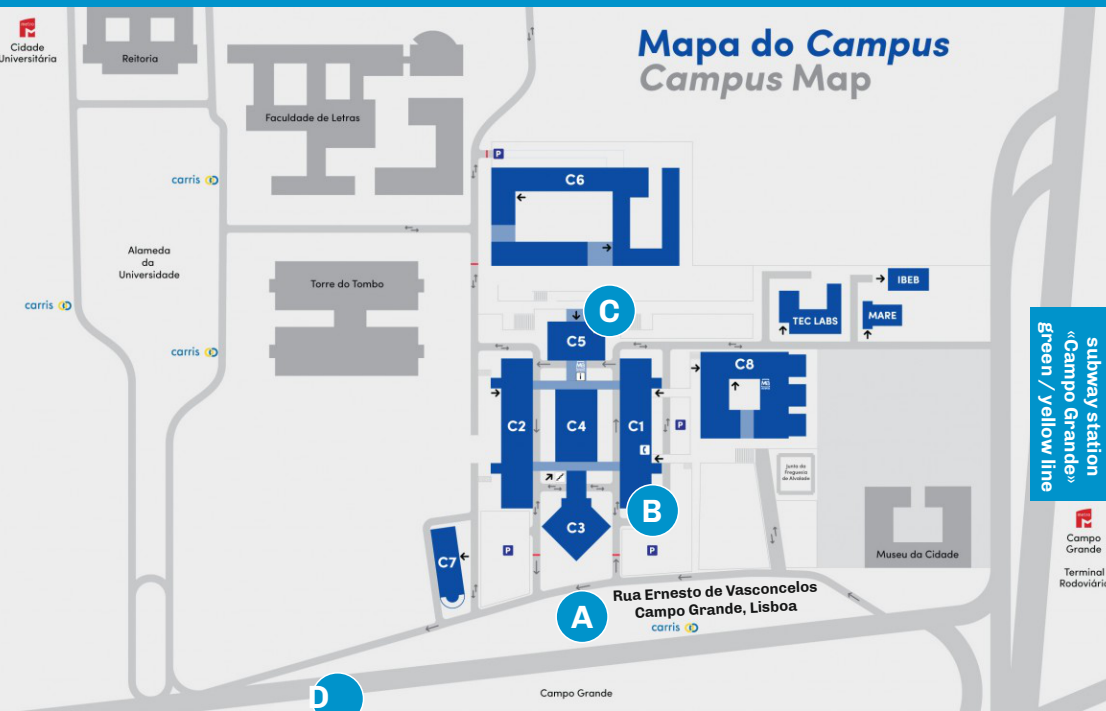 Mapa do Campus
Campus Map
Cidade
Universitária
Reitoria
Faculdade de Letras
carris
P
C6
Alameda
da
Universidade
Torre do Tombo
IBEB
carris
C
TEC LABS
MARE
C5
carris
C8
subway station
«Campo Grande»
green / yellow line
C2
C4
C1
P
Junta de
Freguesia
de Alvalade
B
C3
Campo
Grande
Terminal
Rodoviário
P
P
Museu da Cidade
C7
Rua Ernesto de Vasconcelos
Campo Grande, Lisboa
A
carris
D
Campo Grande